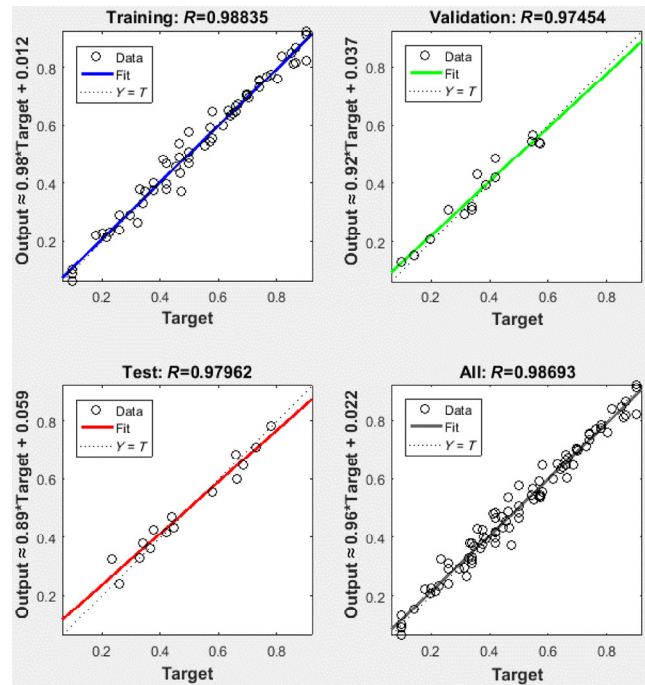 Training: R=0.98835
Output ≈ 0.98*Target + 0.012
Data
Fit
Y = T
0.8
0.6
0.4
0.2
0.2 0.4 0.6 0.8
Target
Validation: R=0.97454
Output ≈ 0.92*Target + 0.037
Data
Fit
Y = T
0.8
0.6
0.4
0.2
0.2 0.4 0.6 0.8
Target
Test: R=0.97962
Output ≈ 0.89*Target + 0.059
Data
Fit
Y = T
0.8
0.6
0.4
0.2
0.2 0.4 0.6 0.8
Target
All: R=0.98693
Output ≈ 0.96*Target + 0.022
Data
Fit
Y = T
0.8
0.6
0.4
0.2
0.2 0.4 0.6 0.8
Target